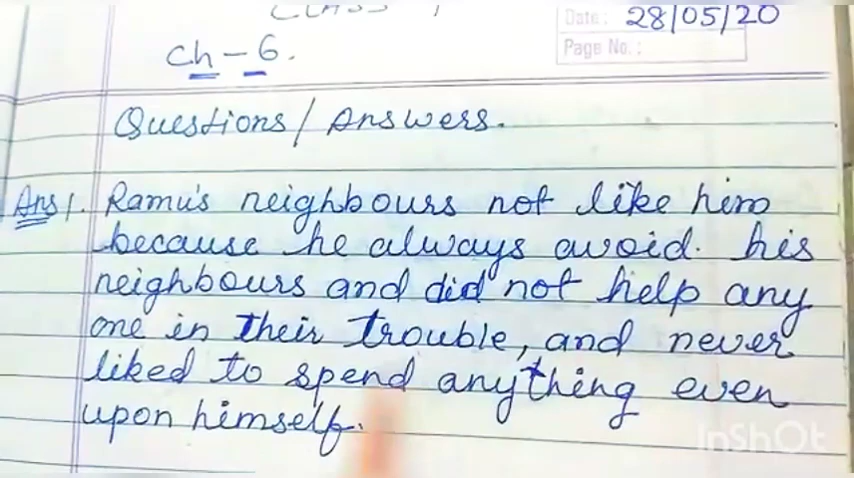 Date: 28/05/20
Page No.:
Ch - 6.
Questions/Answers.
Ans 1. Ramu's neighbours not like him
because he always avoid. his
neighbours and did not help any
one in their trouble, and never
liked to spend anything even
upon himself.
InShOt